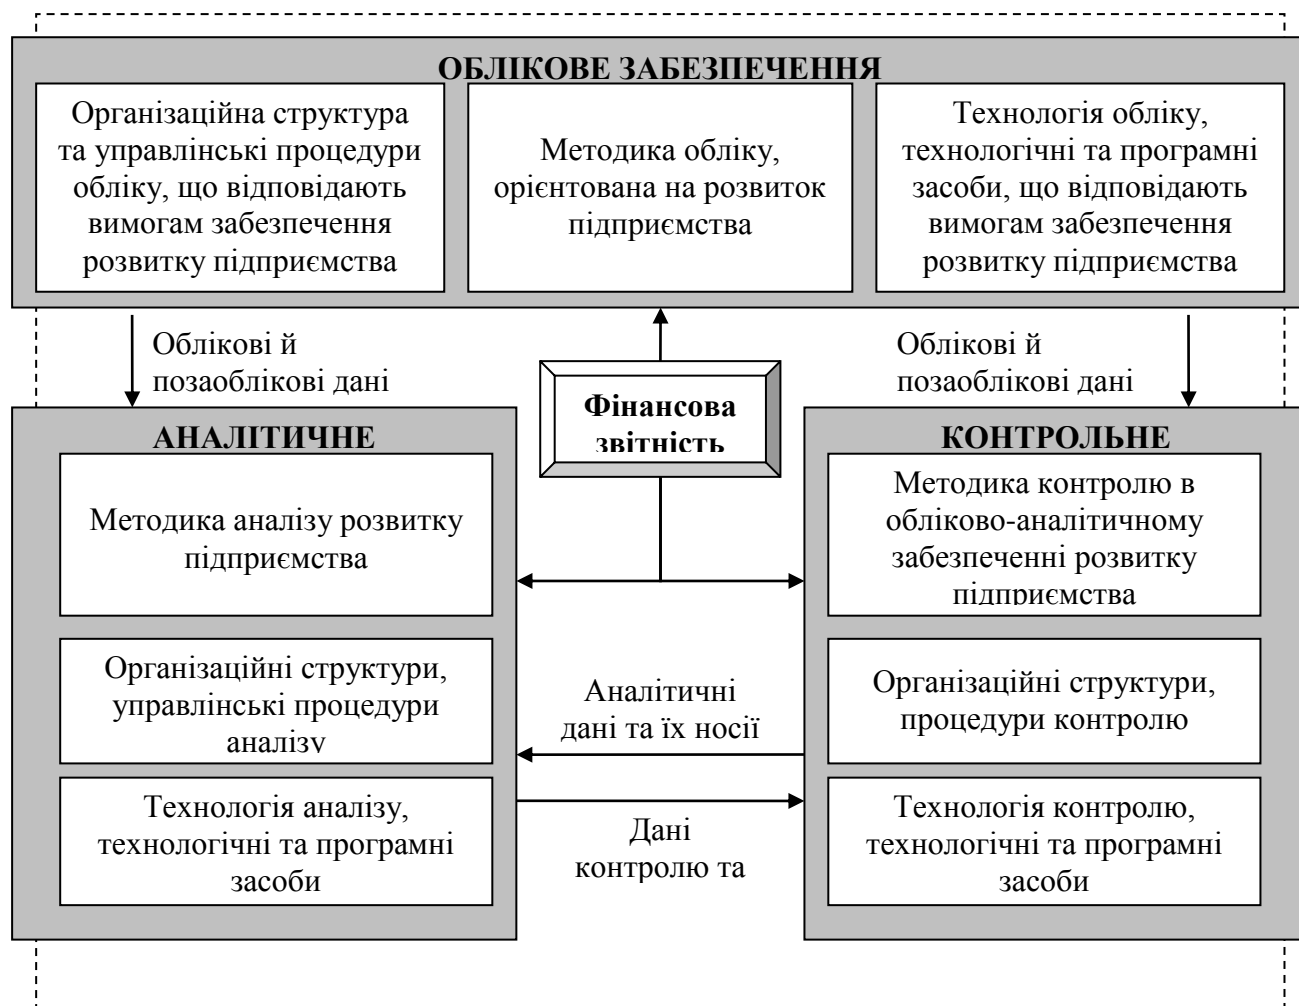 ОБЛІКОВЕ ЗАБЕЗПЕЧЕННЯ
Організаційна структура
та управлінські процедури
обліку, що відповідають
вимогам забезпечення
розвитку підприємства
Методика обліку,
орієнтована на розвиток
підприємства
Технологія обліку,
технологічні та програмні
засоби, що відповідають
вимогам забезпечення
розвитку підприємства
Облікові й
позаоблікові дані
Фінансова
звітність
Облікові й
позаоблікові дані
АНАЛІТИЧНЕ
Методика аналізу розвитку
підприємства
Організаційні структури,
управлінські процедури
аналізу
Технологія аналізу,
технологічні та програмні
засоби
Аналітичні
дані та їх носії
Дані
контролю та
КОНТРОЛЬНЕ
Методика контролю в
обліково-аналітичному
забезпеченні розвитку
підприємства
Організаційні структури,
процедури контролю
Технологія контролю,
технологічні та програмні
засоби